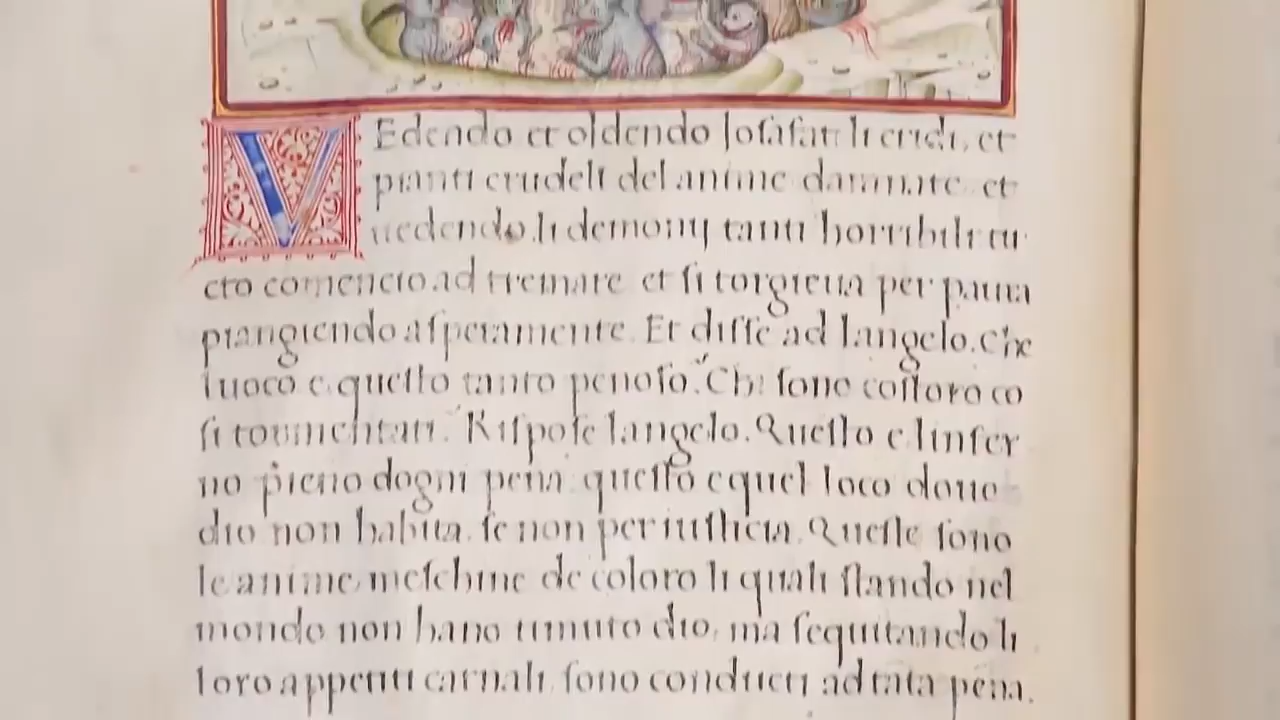 VEdendo et oldendo Iosafat li cridi, et
pianti crudeli del anime damnate et
uedendo li demonij tanti horribili tu
cto comencio ad tremare et si torgieua per paura
piangiendo asperamente. Et disse ad langelo. Che
luoco e questo tanto penoso. Chi sono costoro co
si tormentati. Rispose langelo. Questo e linfer
no pieno dogni pena questo e quel loco doue
dio non habita, se non per iusticia. Queste sono
le anime meschine de coloro li quali stando nel
mondo non hano timuto dio, ma sequitando li
loro appetiti carnali, sono conducti ad tata pena.